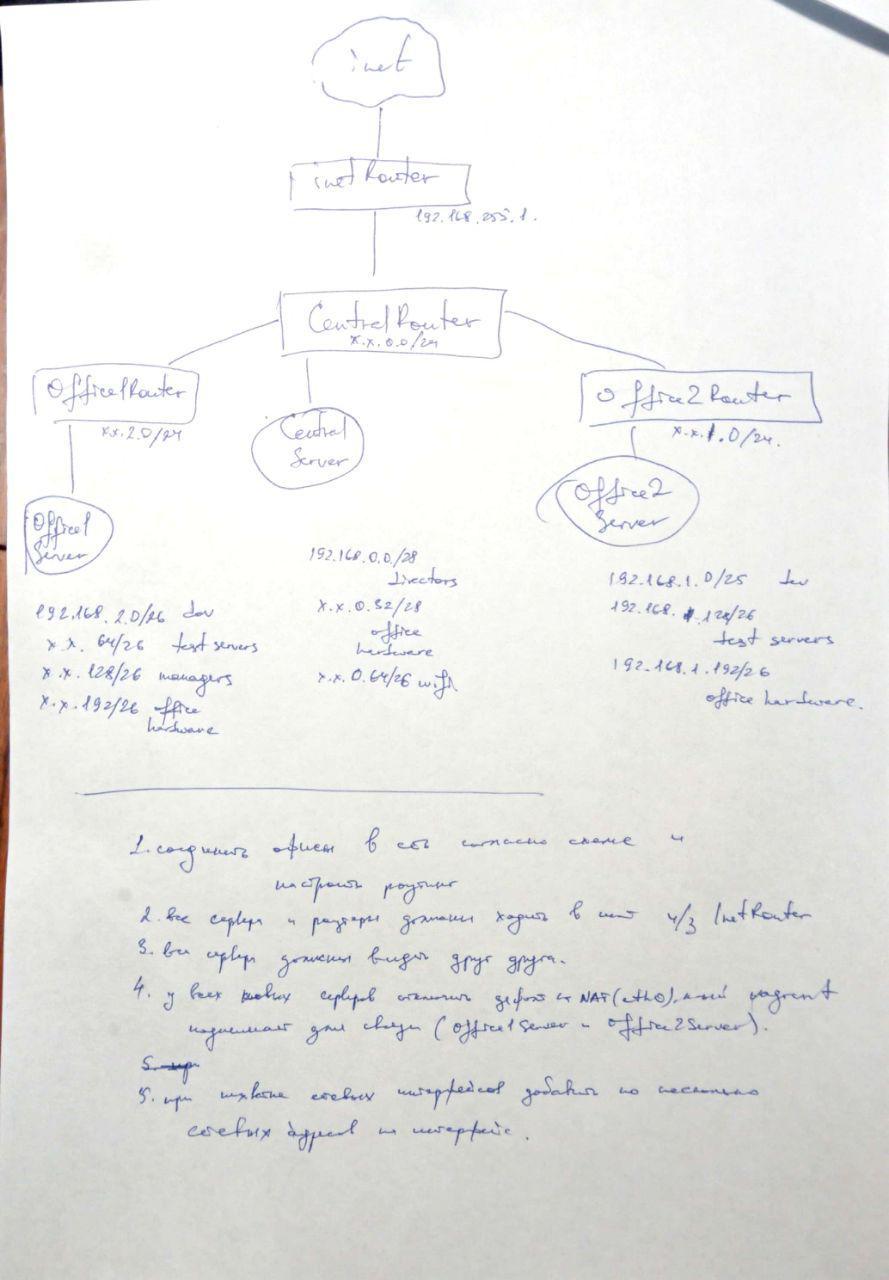 inet
inetRouter
192.168.255.1.
CentralRouter
x.x.0.0/24
Office1Router
x.x.2.0/24
Central
Server
Office2Router
x.x.1.0/24.
Office1
Server
Office2
Server
192.168.2.0/26 dev
x.x. 64/26 test servers
x.x.128/26 managers
x.x.192/26 office
hardware
192.168.0.0/28
directors
x.x.0.32/28
office
hardware
x.x.0.64/26 wifi
192.168.1.0/25 dev
192.168.1.128/26
test servers
192.168.1.192/26
office hardware.
1. соединить офисы в сеть согласно схеме и
настроить роутинг
2. все сервера и роутеры должны ходить в инет ч/з InetRouter
3. все сервера должны видеть друг друга.
4. у всех новых серверов отключить дефолт на NAT (eth0), который vagrant
поднимает для связи (Office1Server и Office2Server).
5. при
5. при нехватке сетевых интерфейсов добавить по несколько
сетевых адресов на интерфейс.